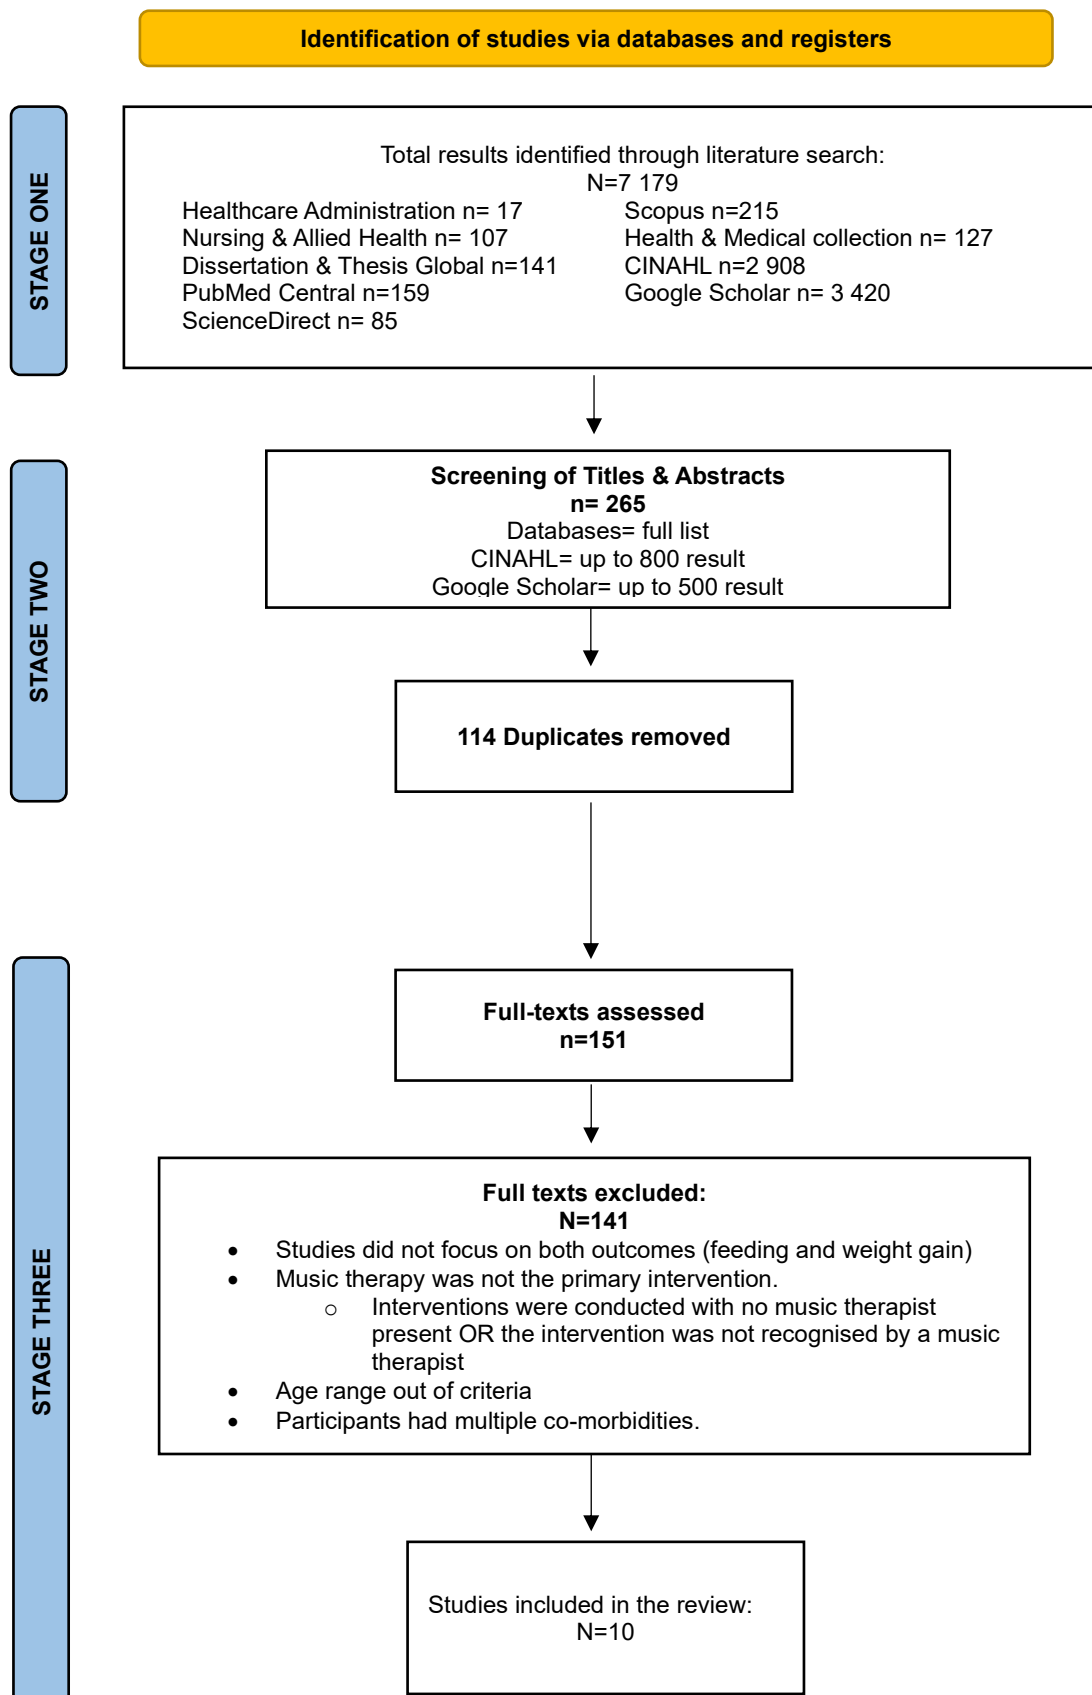 Identification of studies via databases and registers
STAGE ONE
Total results identified through literature search:
N=7 179
Healthcare Administration n= 17
Nursing & Allied Health n= 107
Dissertation & Thesis Global n=141
PubMed Central n=159
ScienceDirect n= 85
Scopus n=215
Health & Medical collection n= 127
CINAHL n=2 908
Google Scholar n= 3 420
STAGE TWO
Screening of Titles & Abstracts
n= 265
Databases= full list
CINAHL= up to 800 result
Google Scholar= up to 500 result
114 Duplicates removed
STAGE THREE
Full-texts assessed
n=151
Full texts excluded:
N=141
• Studies did not focus on both outcomes (feeding and weight gain)
• Music therapy was not the primary intervention.
o Interventions were conducted with no music therapist
present OR the intervention was not recognised by a music
therapist
• Age range out of criteria
• Participants had multiple co-morbidities.
Studies included in the review:
N=10